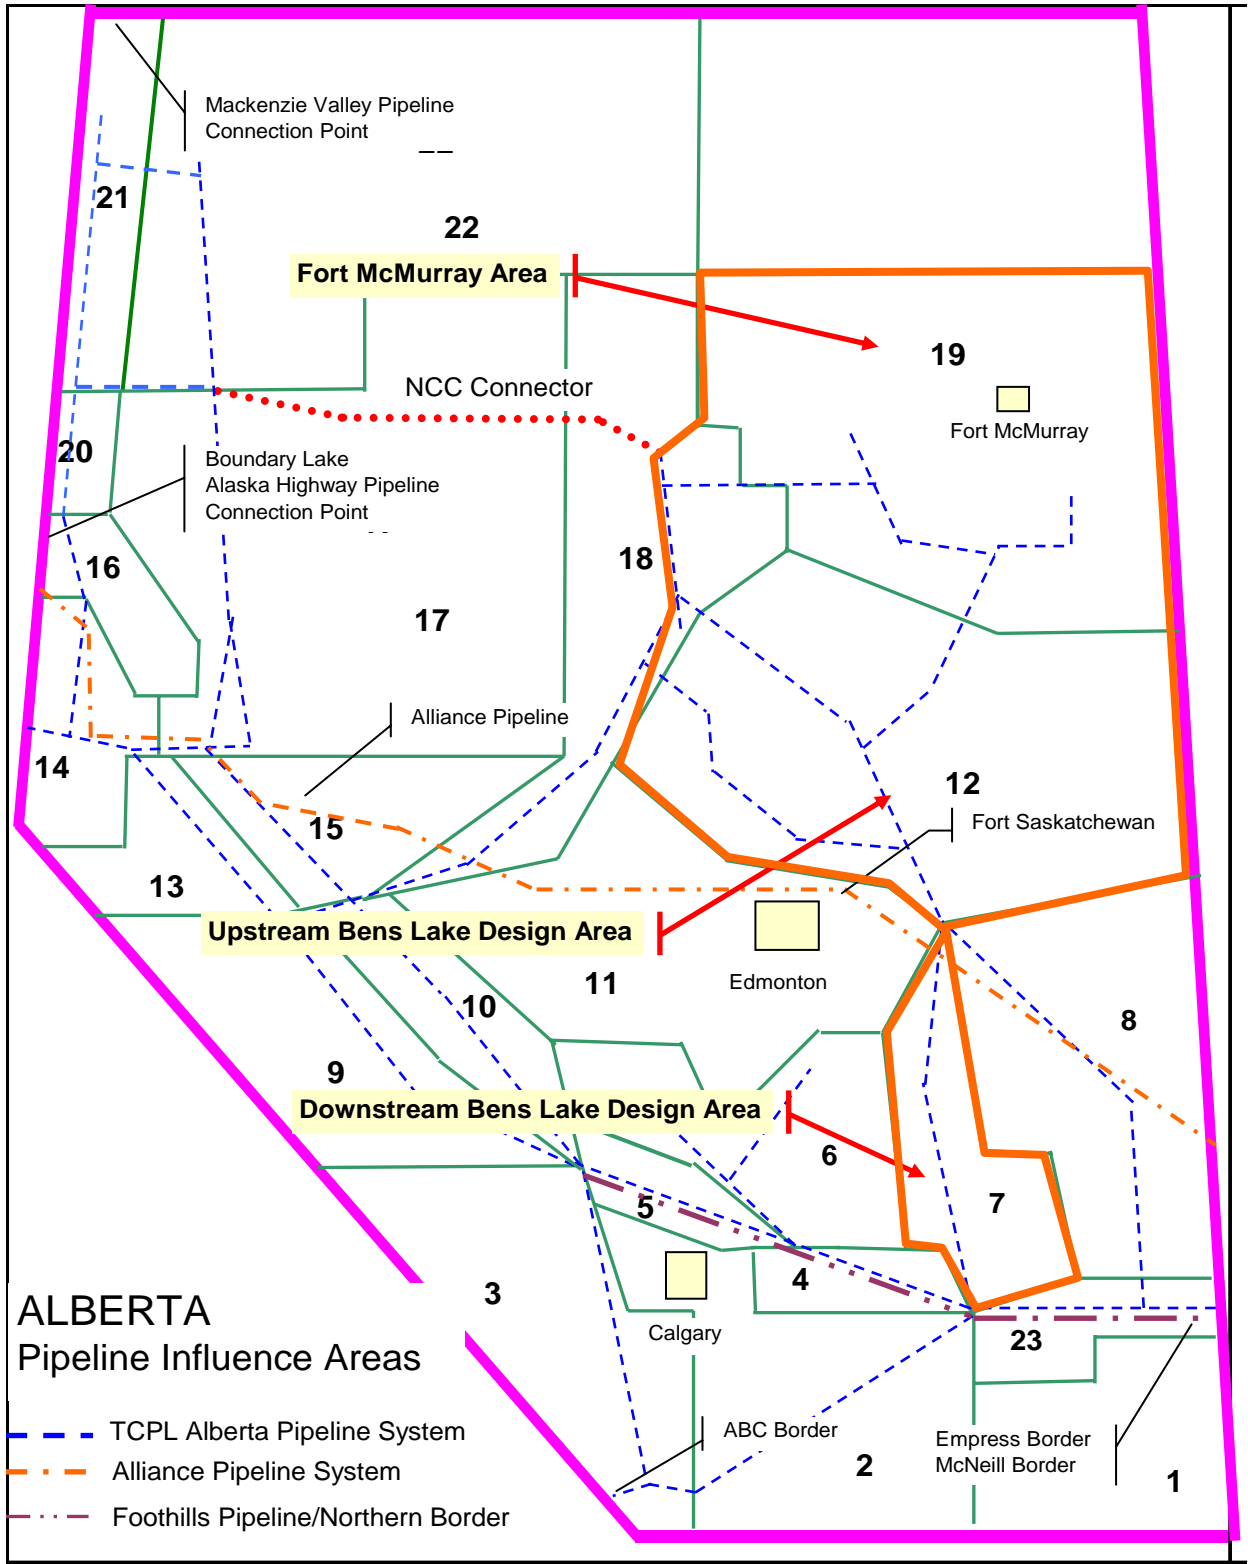 Mackenzie Valley Pipeline
Connection Point
21
22
Fort McMurray Area
19
NCC Connector
Fort McMurray
20
Boundary Lake
Alaska Highway Pipeline
Connection Point
16
18
17
Alliance Pipeline
14
12
15
Fort Saskatchewan
13
Upstream Bens Lake Design Area
Edmonton
11
10
8
9
Downstream Bens Lake Design Area
6
7
5
4
3
ALBERTA
Pipeline Influence Areas
Calgary
23
TCPL Alberta Pipeline System
ABC Border
Empress Border
McNeill Border
2
1
Alliance Pipeline System
Foothills Pipeline/Northern Border